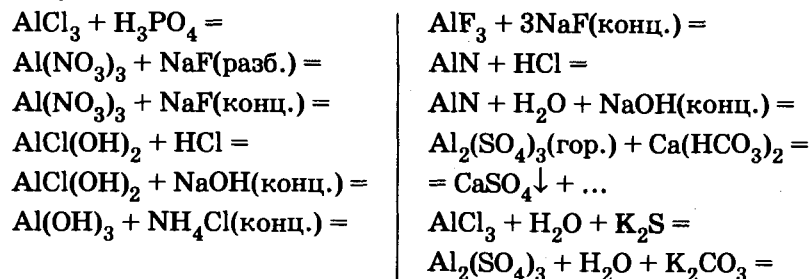 AlCl₃ + H₃PO₄ =
Al(NO₃)₃ + NaF(разб.) =
Al(NO₃)₃ + NaF(конц.) =
AlCl(OH)₂ + HCl =
AlCl(OH)₂ + NaOH(конц.) =
Al(OH)₃ + NH₄Cl(конц.) =
AlF₃ + 3NaF(конц.) =
AlN + HCl =
AlN + H₂O + NaOH(конц.) =
Al₂(SO₄)₃(гор.) + Ca(HCO₃)₂ =
= CaSO₄↓ + ...
AlCl₃ + H₂O + K₂S =
Al₂(SO₄)₃ + H₂O + K₂CO₃ =